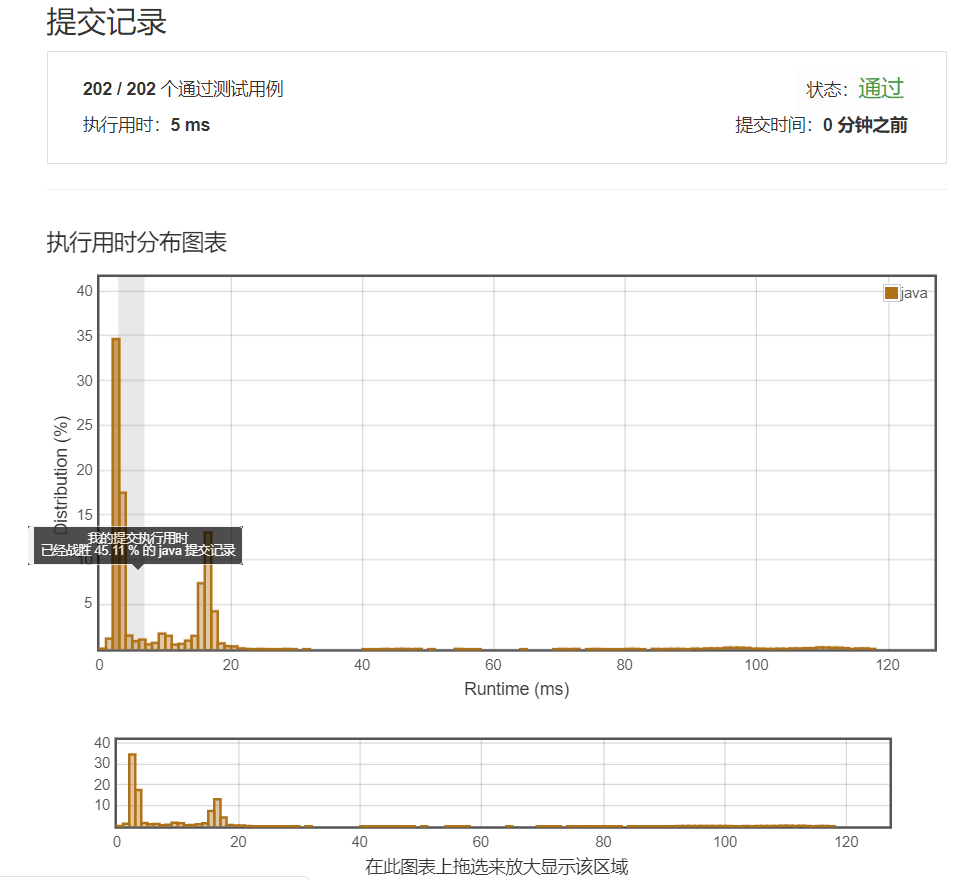 提交记录
202 / 202 个通过测试用例
状态：通过
执行用时：5 ms
提交时间：0 分钟之前
执行用时分布图表
java
40
35
30
25
20
15
10
5
Distribution (%)
我的提交执行用时
已经战胜 45.11 % 的 java 提交记录
0 20 40 60 80 100 120
Runtime (ms)
40
30
20
10
0 20 40 60 80 100 120
在此图表上拖选来放大显示该区域